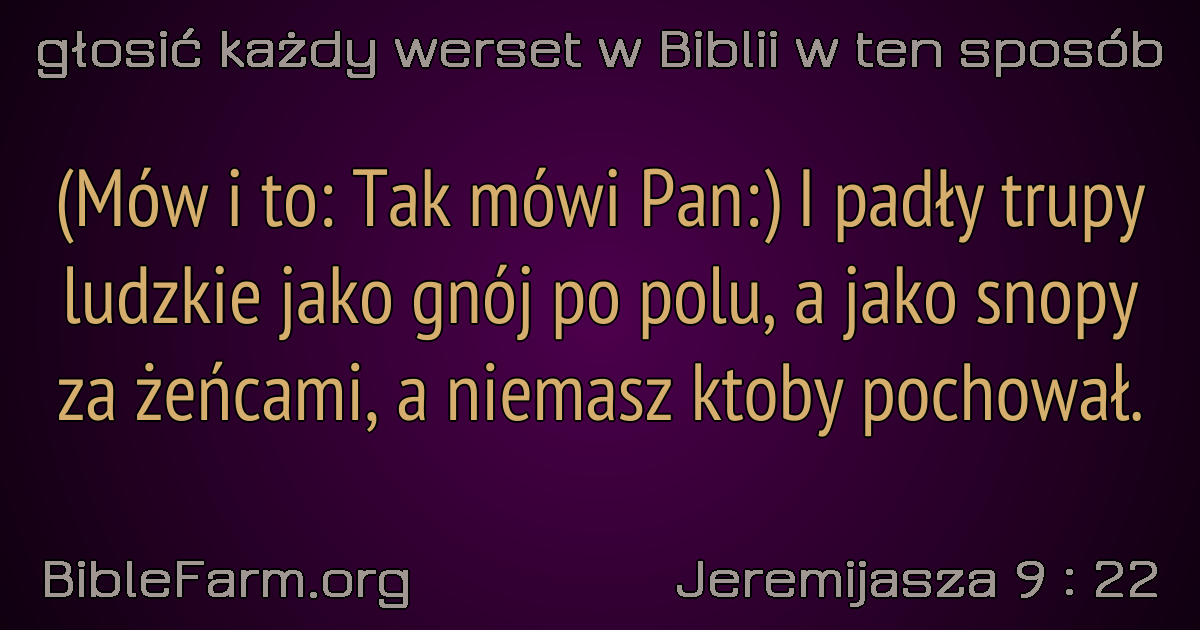 głosić każdy werset w Biblii w ten sposób
(Mów i to: Tak mówi Pan:) I padły trupy
ludzkie jako gnój po polu, a jako snopy
za żeńcami, a niemasz ktoby pochował.
BibleFarm.org
Jeremijasza 9 : 22